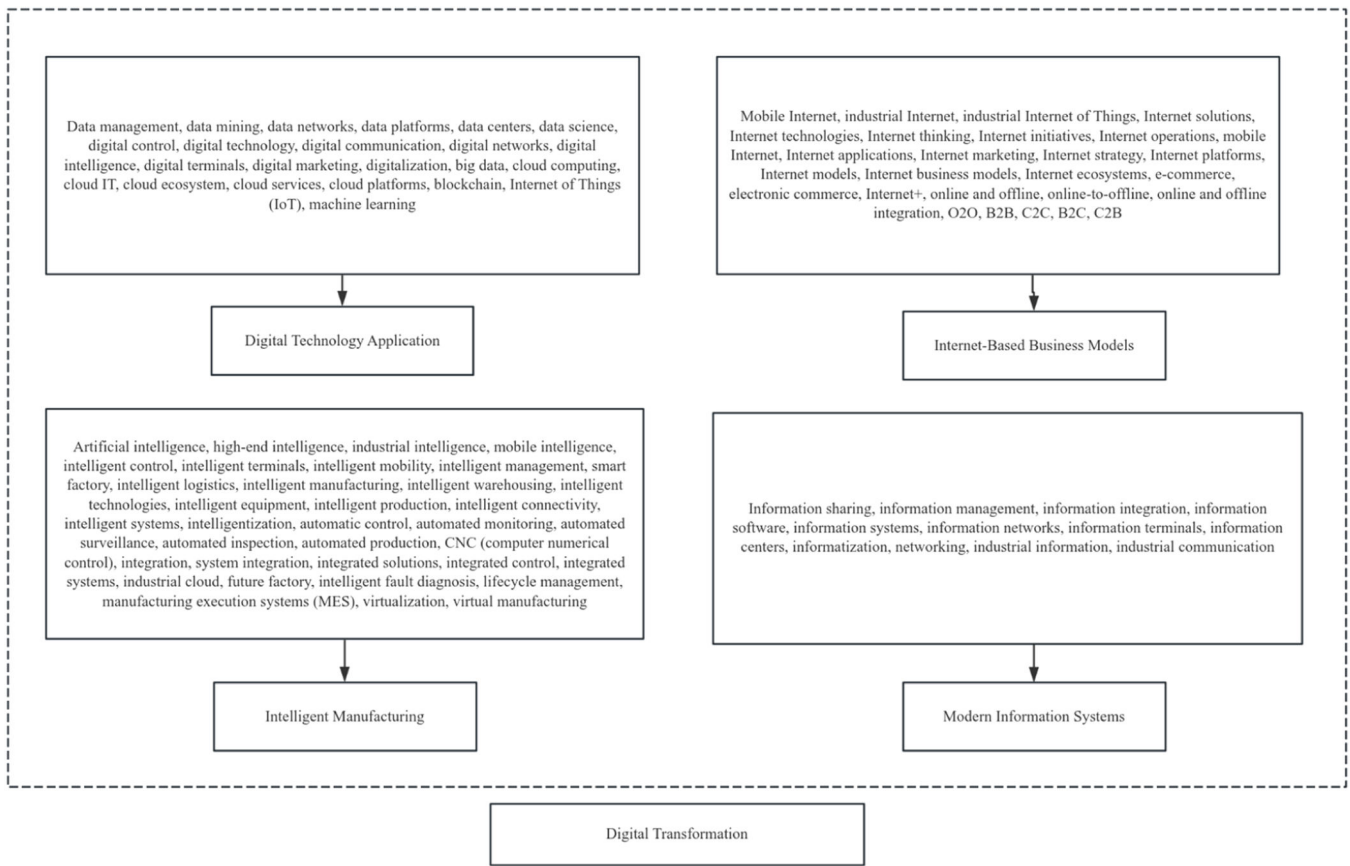 Data management, data mining, data networks, data platforms, data centers, data science,
digital control, digital technology, digital communication, digital networks, digital
intelligence, digital terminals, digital marketing, digitalization, big data, cloud computing,
cloud IT, cloud ecosystem, cloud services, cloud platforms, blockchain, Internet of Things
(IoT), machine learning
Digital Technology Application
Mobile Internet, industrial Internet, industrial Internet of Things, Internet solutions,
Internet technologies, Internet thinking, Internet initiatives, Internet operations, mobile
Internet, Internet applications, Internet marketing, Internet strategy, Internet platforms,
Internet models, Internet business models, Internet ecosystems, e-commerce,
electronic commerce, Internet+, online and offline, online-to-offline, online and offline
integration, O2O, B2B, C2C, B2C, C2B
Internet-Based Business Models
Artificial intelligence, high-end intelligence, industrial intelligence, mobile intelligence,
intelligent control, intelligent terminals, intelligent mobility, intelligent management, smart
factory, intelligent logistics, intelligent manufacturing, intelligent warehousing, intelligent
technologies, intelligent equipment, intelligent production, intelligent connectivity,
intelligent systems, intelligentization, automatic control, automated monitoring, automated
surveillance, automated inspection, automated production, CNC (computer numerical
control), integration, system integration, integrated solutions, integrated control, integrated
systems, industrial cloud, future factory, intelligent fault diagnosis, lifecycle management,
manufacturing execution systems (MES), virtualization, virtual manufacturing
Intelligent Manufacturing
Information sharing, information management, information integration, information
software, information systems, information networks, information terminals, information
centers, informatization, networking, industrial information, industrial communication
Modern Information Systems
Digital Transformation